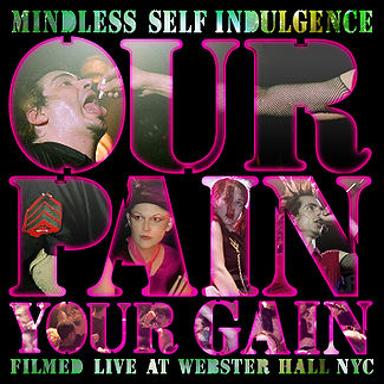 MINDLESS SELF INDULGENCE
OUR
PAIN
YOUR GAIN
FILMED LIVE AT WEBSTER HALL NYC